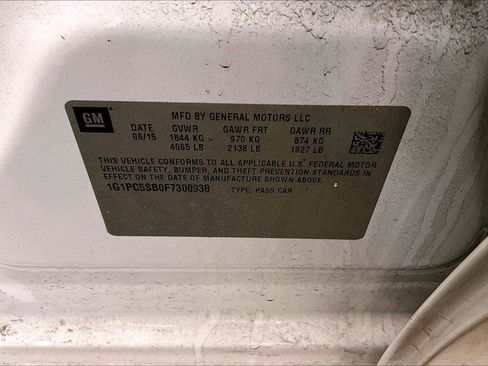 GM
MFD BY GENERAL MOTORS LLC
DATE GVWR GAWR FRT GAWR RR
06/15 1844 KG 970 KG 874 KG
4065 LB 2138 LB 1927 LB
THIS VEHICLE CONFORMS TO ALL APPLICABLE U.S. FEDERAL MOTOR
VEHICLE SAFETY, BUMPER, AND THEFT PREVENTION STANDARDS IN
EFFECT ON THE DATE OF MANUFACTURE SHOWN ABOVE.
1G1PC5SB0F7300938 TYPE: PASS CAR